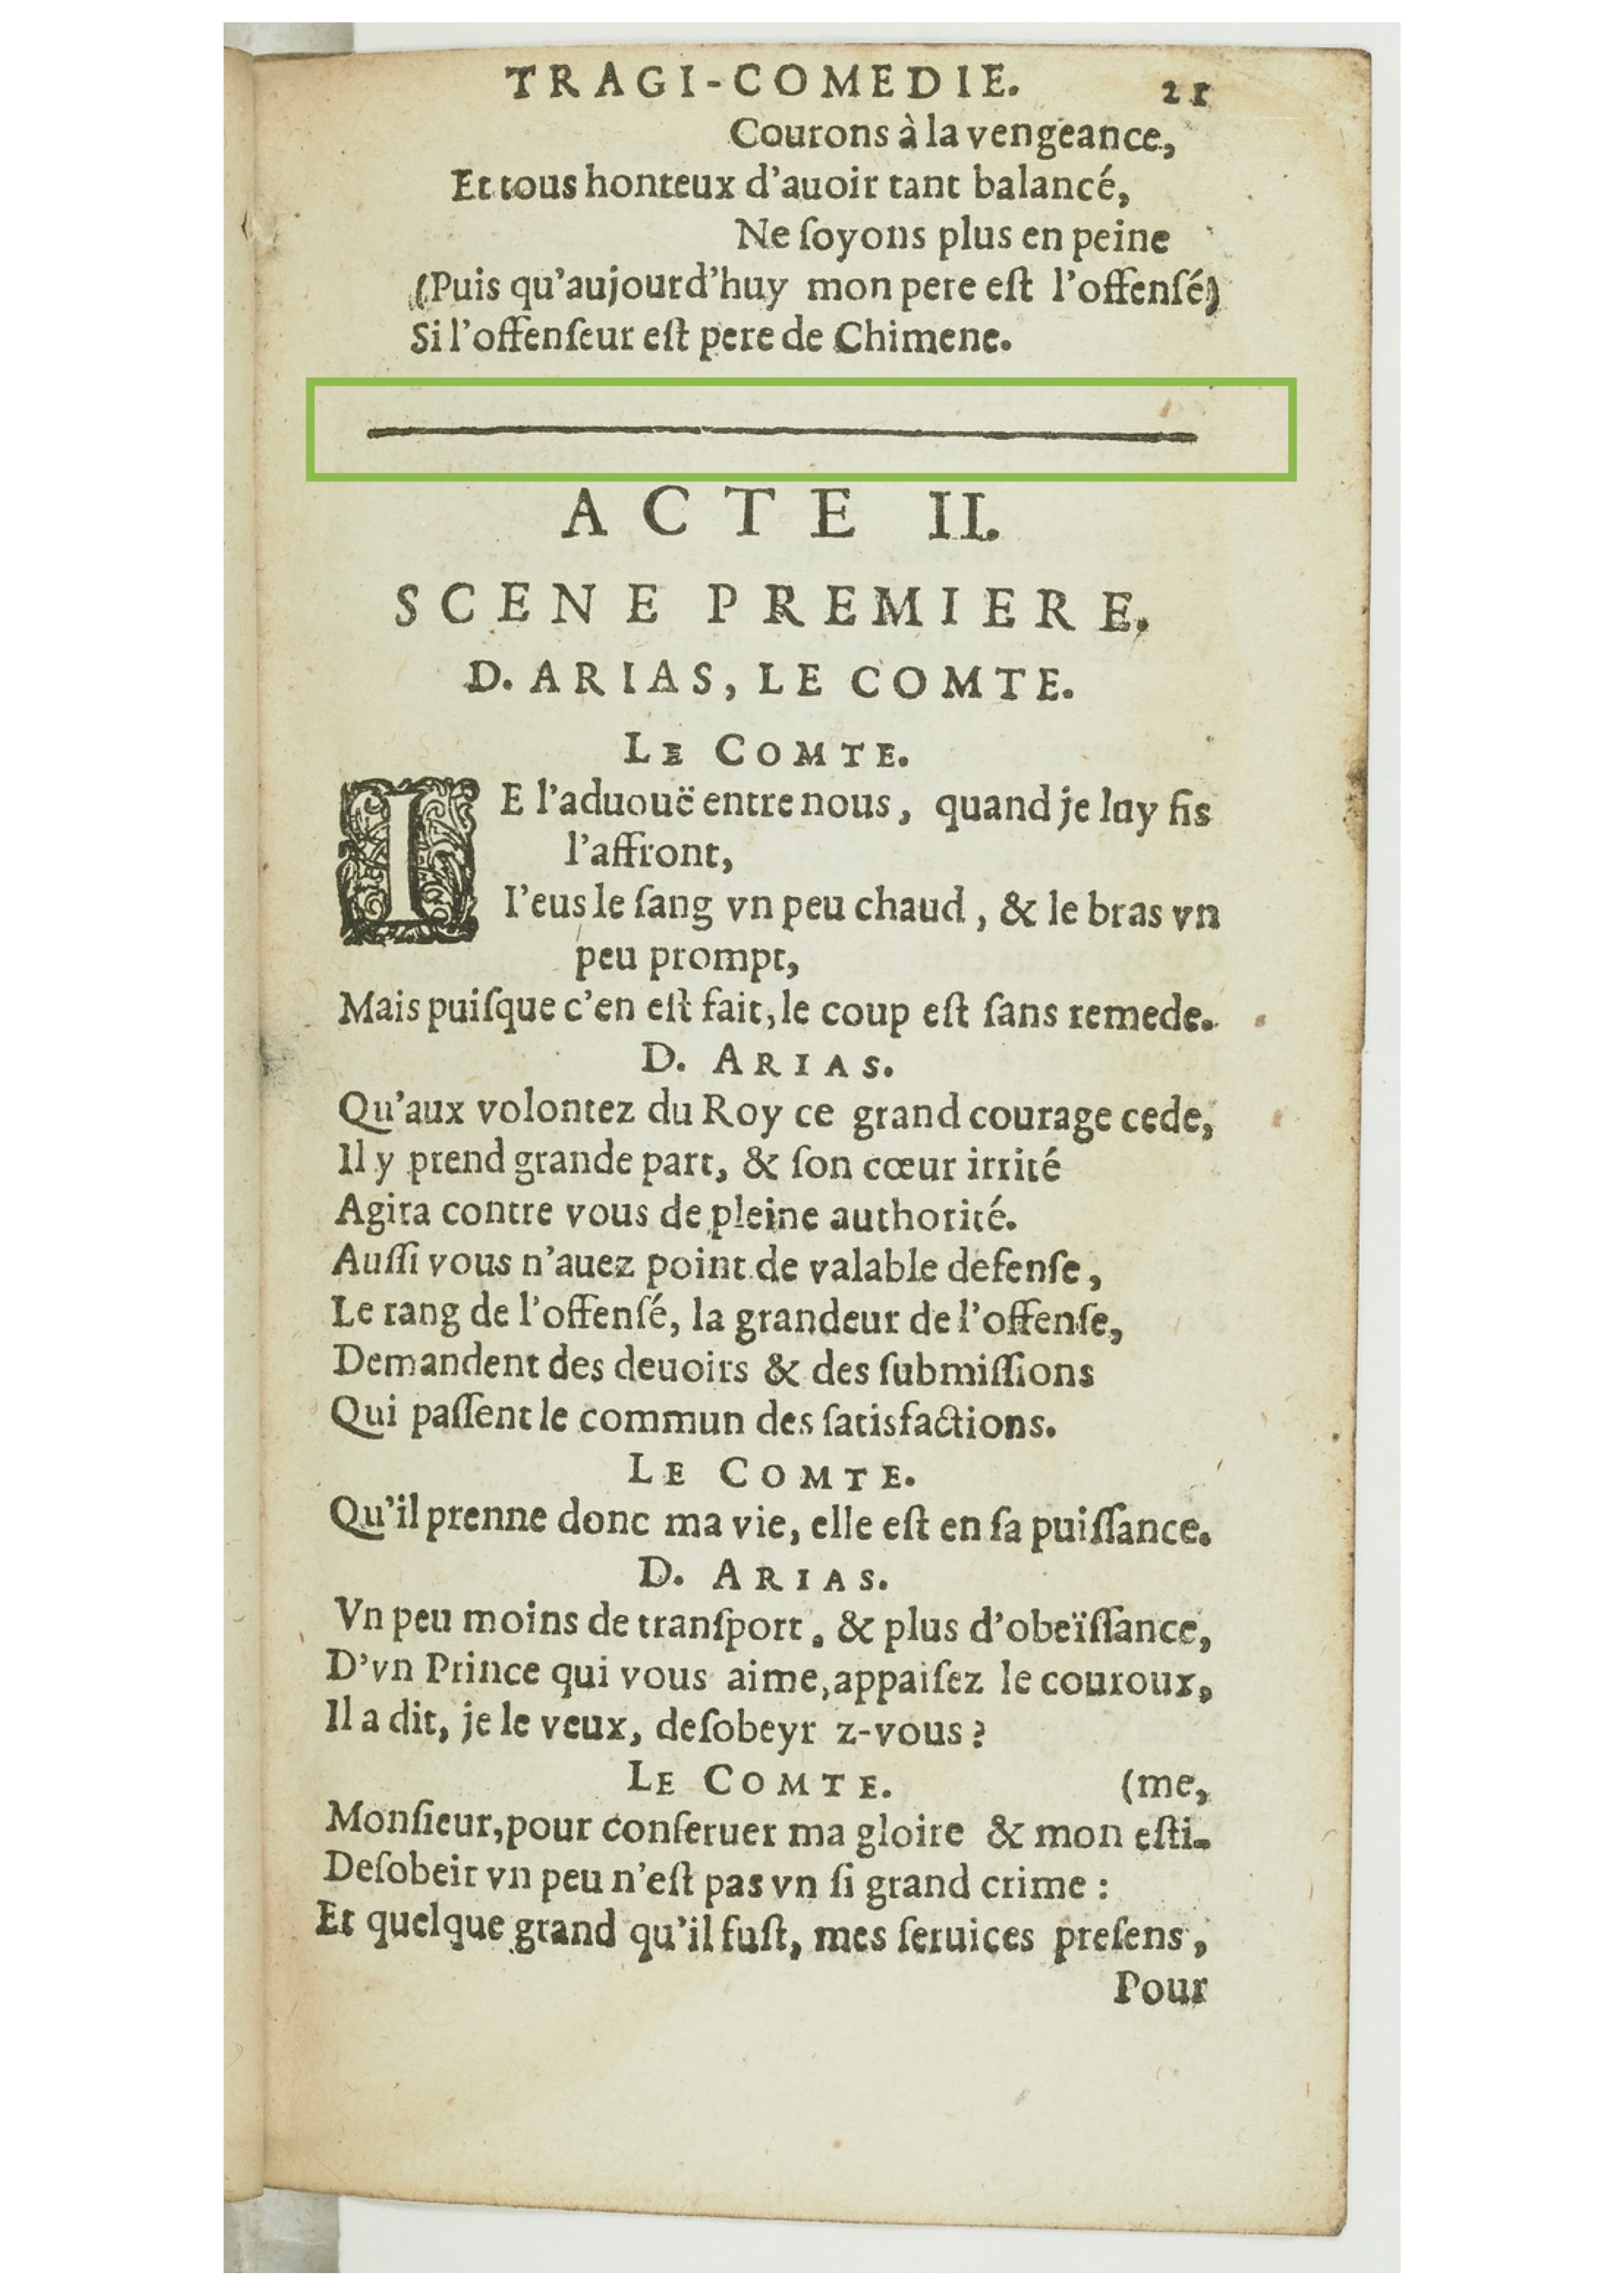 TRAGI-COMEDIE. 21
Courons à la vengeance,
Et tous honteux d'auoir tant balancé,
Ne ſoyons plus en peine
(Puis qu'aujourd'huy mon pere eſt l'offenſé)
Si l'offenſeur eſt pere de Chimene.
ACTE II.
SCENE PREMIERE.
D. ARIAS, LE COMTE.
LE COMTE.
IE l'aduouë entre nous, quand je luy fis
l'affront,
I'eus le ſang vn peu chaud, & le bras vn
peu prompt,
Mais puiſque c'en eſt fait, le coup eſt ſans remede.
D. ARIAS.
Qu'aux volontez du Roy ce grand courage cede,
Il y prend grande part, & ſon cœur irrité
Agira contre vous de pleine authorité.
Auſſi vous n'auez point de valable defenſe,
Le rang de l'offenſé, la grandeur de l'offenſe,
Demandent des deuoirs & des ſubmiſſions
Qui paſſent le commun des ſatisfactions.
LE COMTE.
Qu'il prenne donc ma vie, elle eſt en ſa puiſſance.
D. ARIAS.
Vn peu moins de tranſport, & plus d'obeïſſance,
D'vn Prince qui vous aime, appaiſez le couroux,
Il a dit, je le veux, deſobeyr z-vous?
LE COMTE. (me,
Monſieur, pour conſeruer ma gloire & mon eſti-
Deſobeir vn peu n'eſt pas vn ſi grand crime :
Et quelque grand qu'il fuſt, mes ſeruices preſens,
Pour